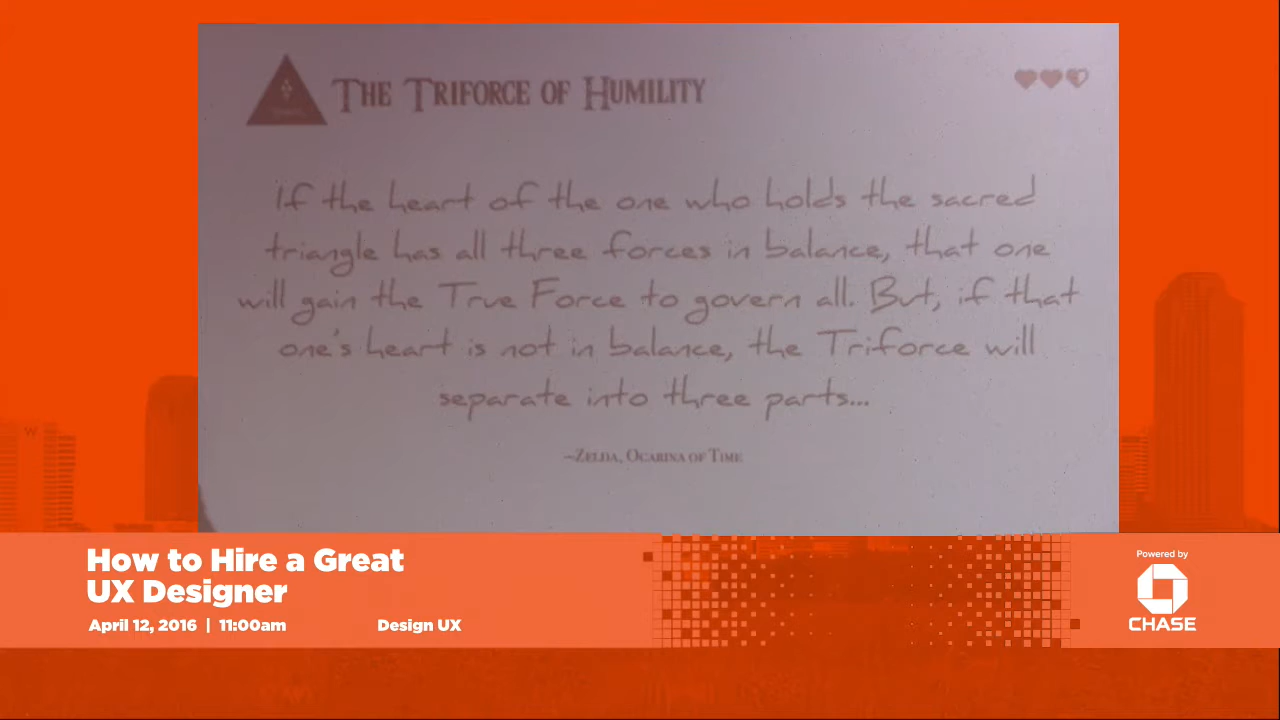 The Triforce of Humility
If the heart of the one who holds the sacred
triangle has all three forces in balance, that one
will gain the True Force to govern all. But, if that
one's heart is not in balance, the Triforce will
separate into three parts...
–Zelda, Ocarina of Time
W
How to Hire a Great
UX Designer
April 12, 2016 | 11:00am
Design UX
Powered by
CHASE